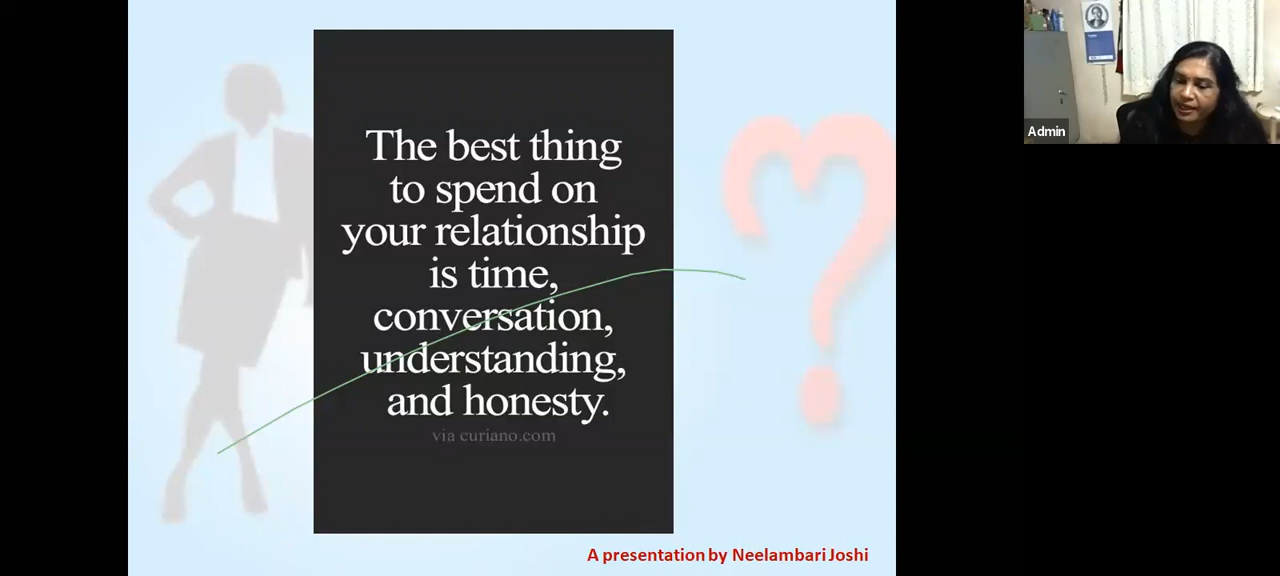 The best thing
to spend on
your relationship
is time,
conversation,
understanding,
and honesty.
via curiano.com
A presentation by Neelambari Joshi
Admin